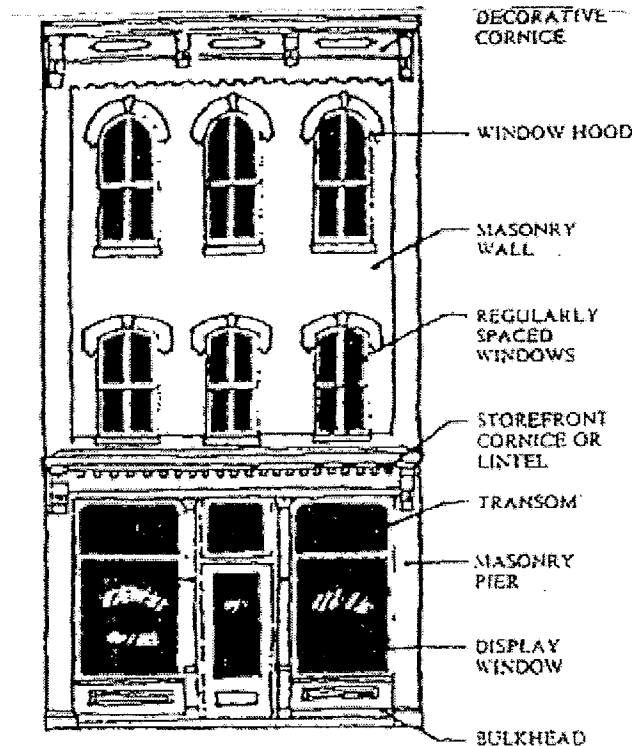 DECORATIVE
CORNICE
WINDOW HOOD
MASONRY
WALL
REGULARLY
SPACED
WINDOWS
STOREFRONT
CORNICE OR
LINTEL
TRANSOM
MASONRY
PIER
DISPLAY
WINDOW
BULKHEAD